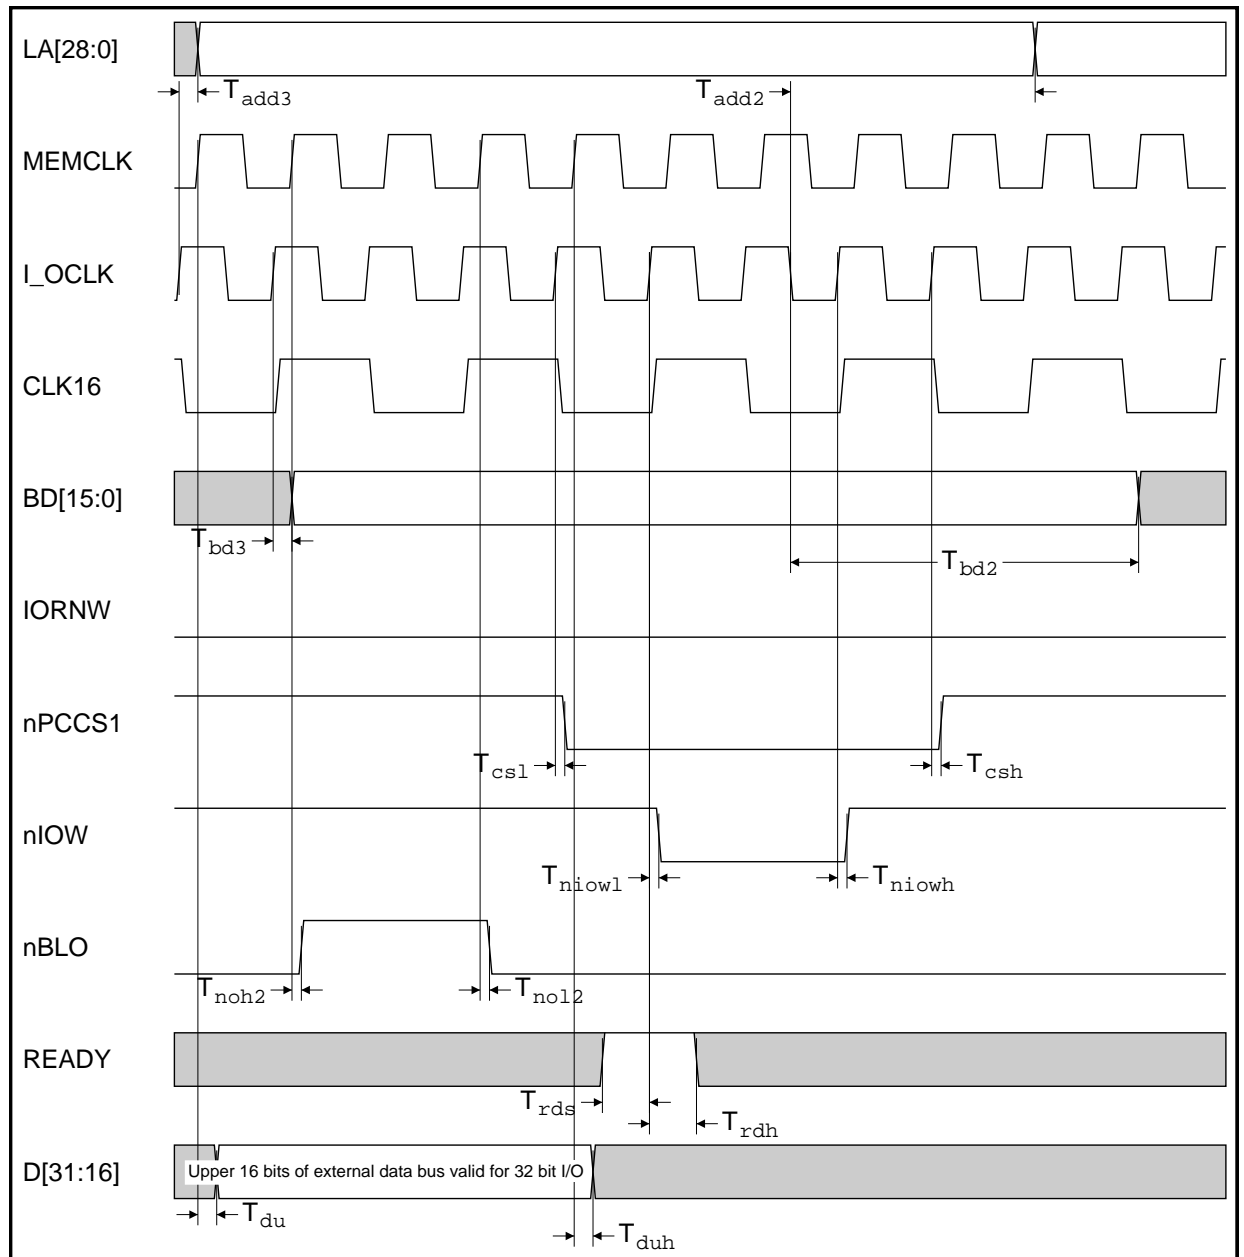 LA[28:0]
Tadd3
Tadd2
MEMCLK
I_OCLK
CLK16
BD[15:0]
Tbd3
Tbd2
IORNW
nPCCS1
Tcsl
Tcsh
nIOW
Tniowl
Tniowh
nBLO
Tnoh2
Tnol2
READY
Trds
Trdh
D[31:16]
Upper 16 bits of external data bus valid for 32 bit I/O
Tdu
Tduh